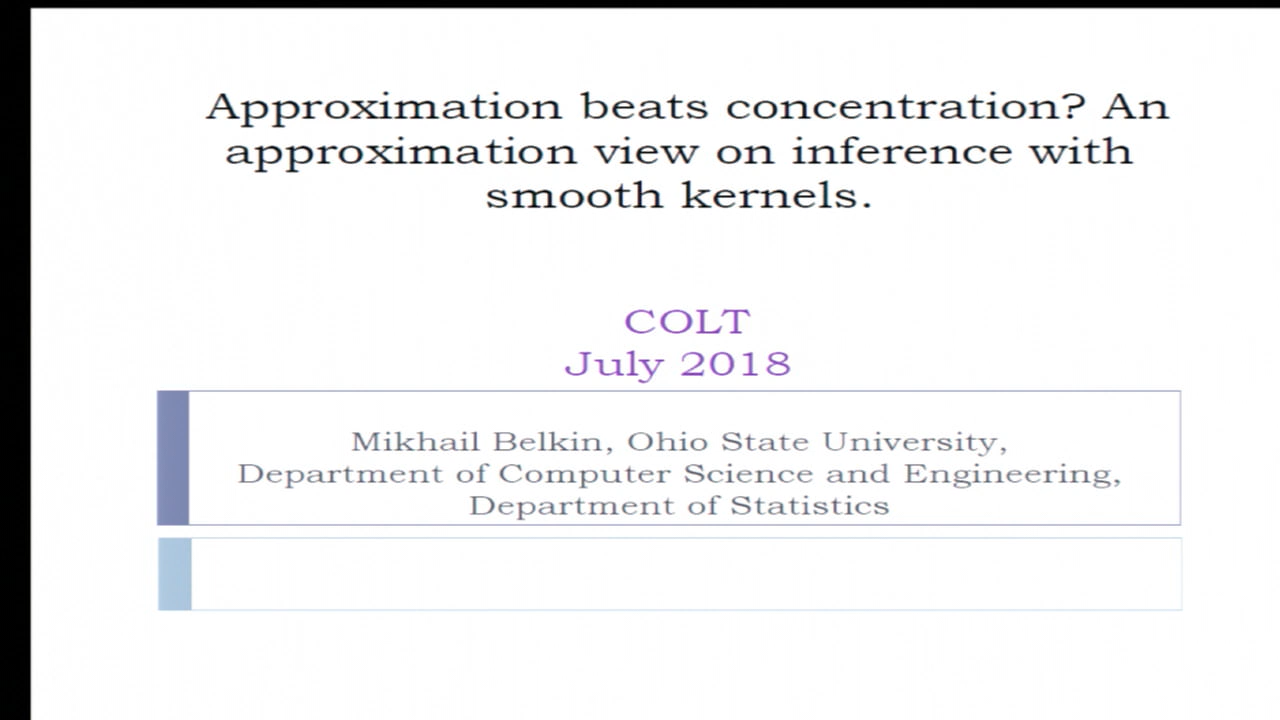 Approximation beats concentration? An
approximation view on inference with
smooth kernels.
COLT
July 2018
Mikhail Belkin, Ohio State University,
Department of Computer Science and Engineering,
Department of Statistics